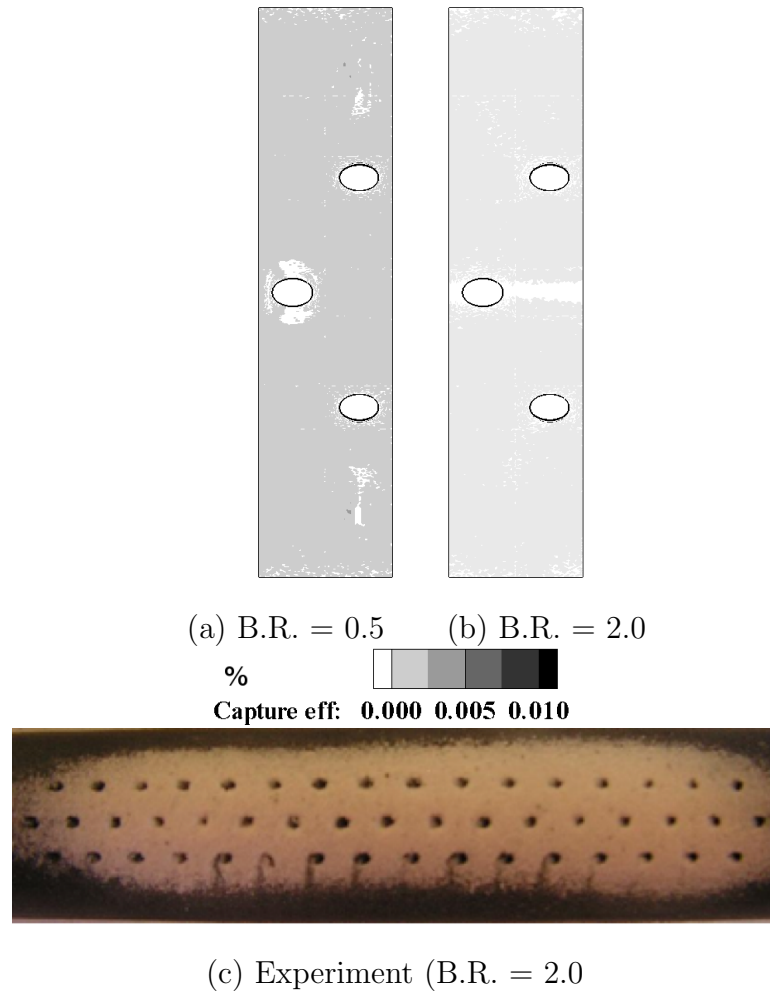 (a) B.R. = 0.5 (b) B.R. = 2.0
%
Capture eff: 0.000 0.005 0.010
(c) Experiment (B.R. = 2.0